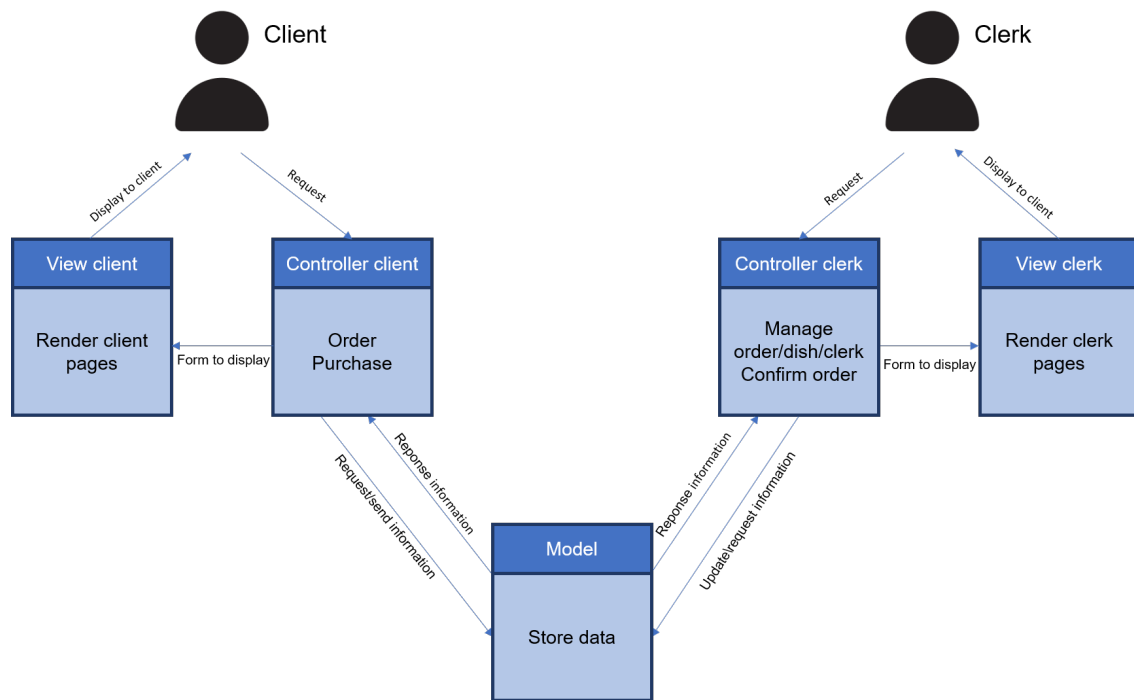 Client
Clerk
Display to client
Request
Request
Display to client
View client
Controller client
Controller clerk
View clerk
Render client
pages
Form to display
Order
Purchase
Manage
order/dish/clerk
Confirm order
Form to display
Render clerk
pages
Request/send information
Reponse information
Reponse information
Update\request information
Model
Store data